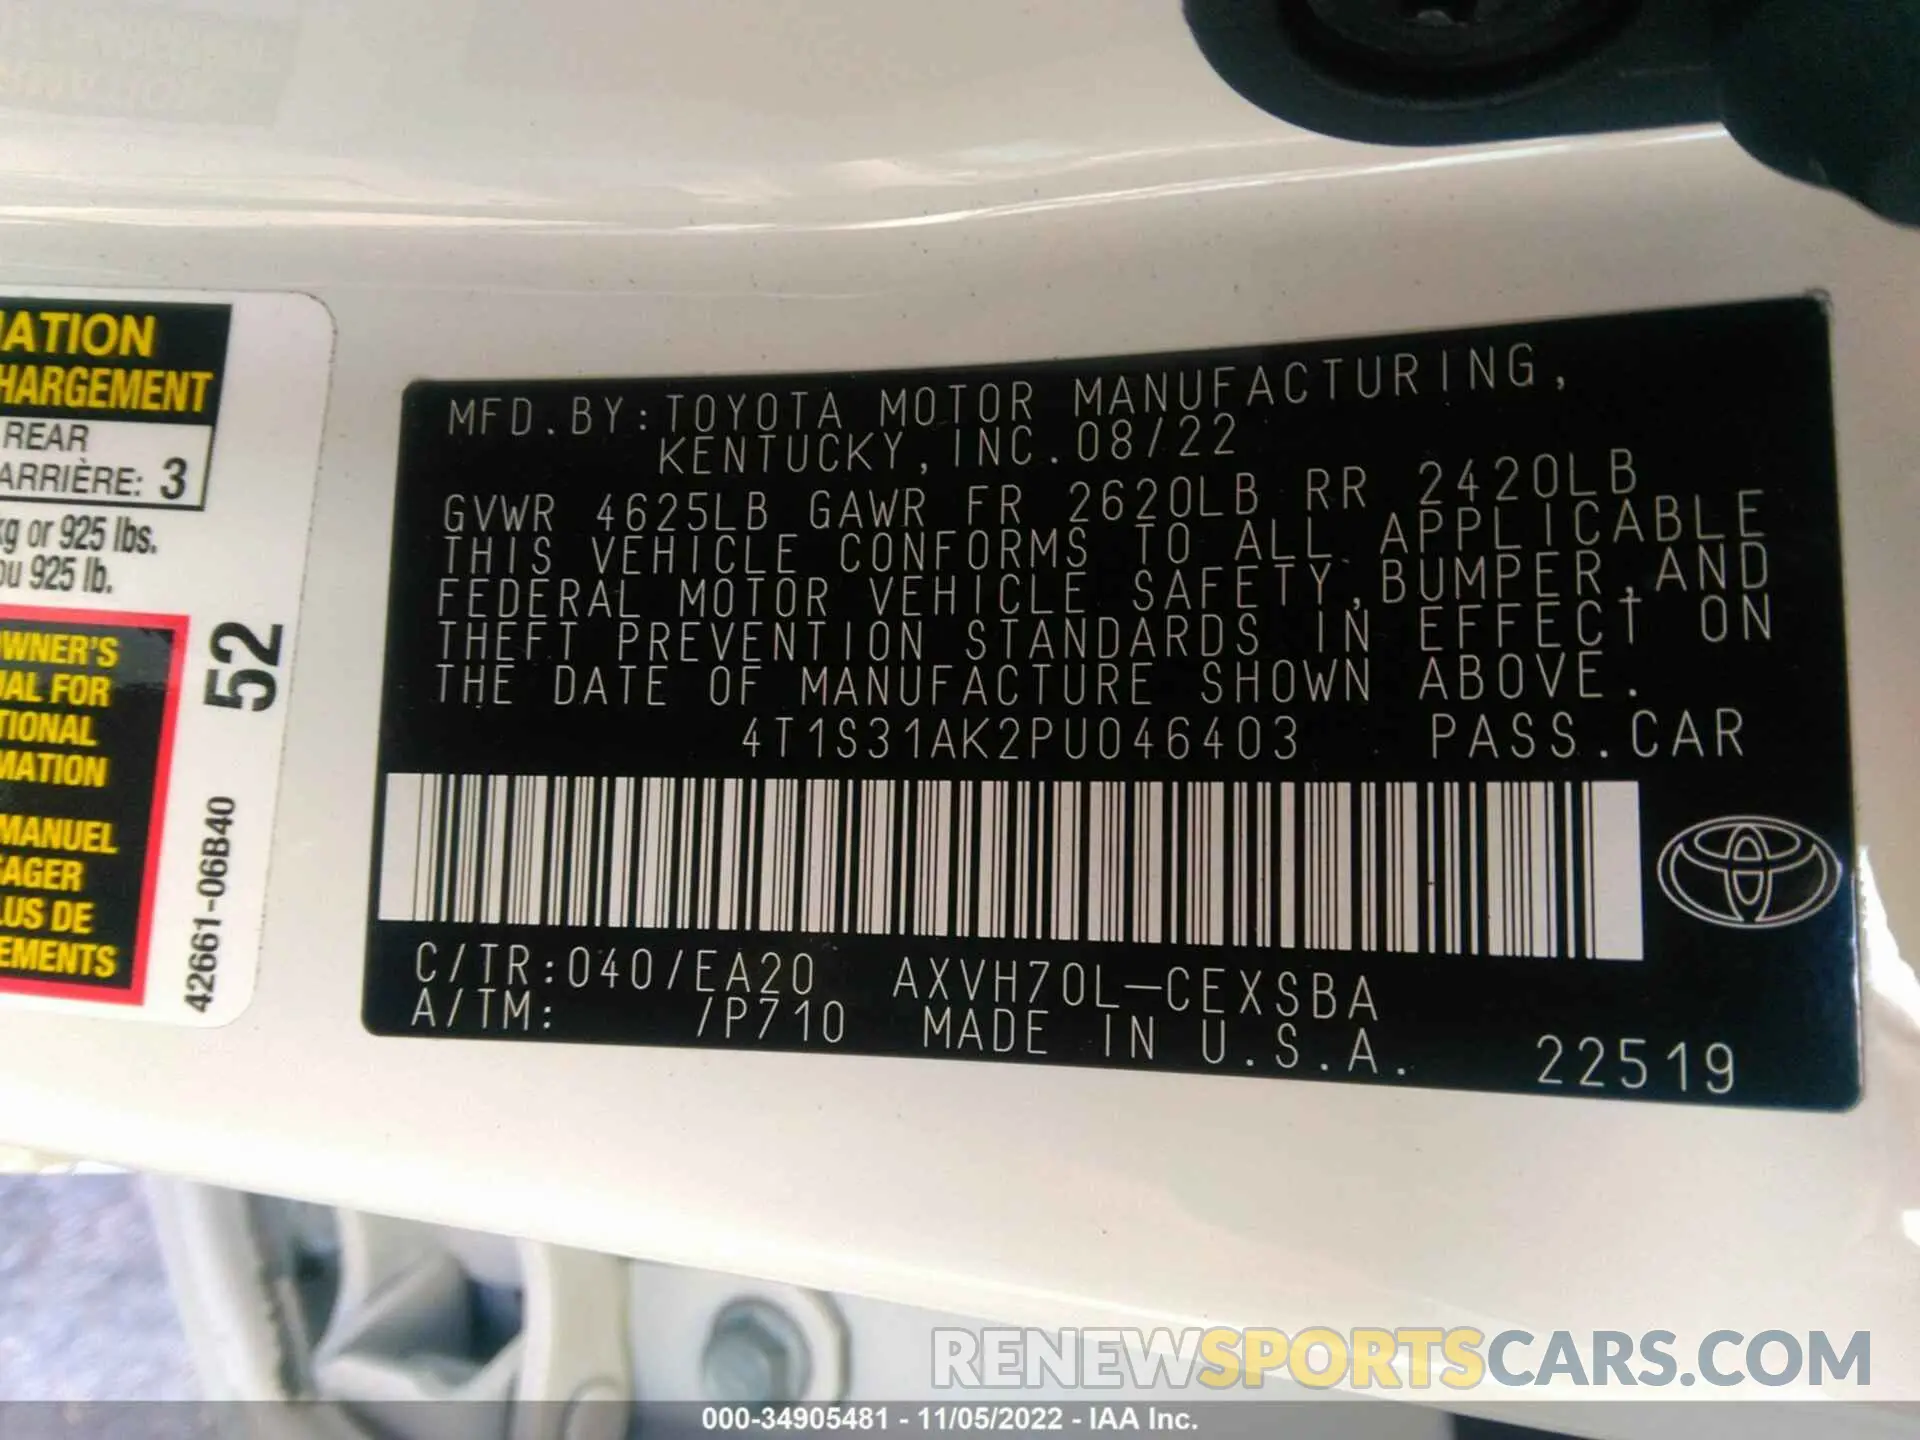 MATION
HARGEMENT
REAR
ARRIÈRE: 3
kg or 925 lbs.
ou 925 lb.
OWNER'S
UAL FOR
TIONAL
MATION
MANUEL
AGER
LUS DE
EMENTS
52
42661-06B40
MFD.BY:TOYOTA MOTOR MANUFACTURING,
KENTUCKY,INC.08/22
GVWR 4625LB GAWR FR 2620LB RR 2420LB
THIS VEHICLE CONFORMS TO ALL APPLICABLE
FEDERAL MOTOR VEHICLE SAFETY,BUMPER,AND
THEFT PREVENTION STANDARDS IN EFFECT ON
THE DATE OF MANUFACTURE SHOWN ABOVE.
4T1S31AK2PU046403 PASS.CAR
C/TR:040/EA20 AXVH70L-CEXSBA
A/TM: /P710 MADE IN U.S.A.
22519
RENEWSPORTSCARS.COM
000-34905481 - 11/05/2022 - IAA Inc.